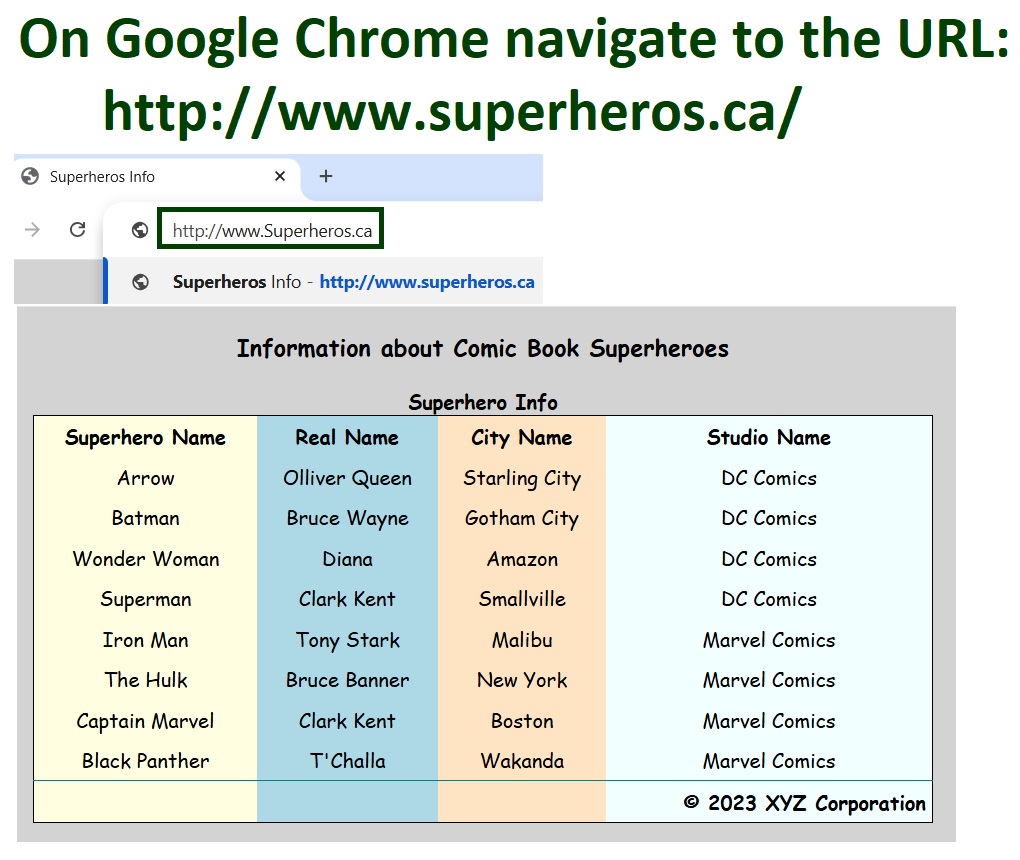 On Google Chrome navigate to the URL:
http://www.superheros.ca/
Superheros Info
http://www.Superheros.ca
Superheros Info - http://www.superheros.ca
Information about Comic Book Superheroes
Superhero Info
Superhero Name Real Name City Name Studio Name
Arrow Olliver Queen Starling City DC Comics
Batman Bruce Wayne Gotham City DC Comics
Wonder Woman Diana Amazon DC Comics
Superman Clark Kent Smallville DC Comics
Iron Man Tony Stark Malibu Marvel Comics
The Hulk Bruce Banner New York Marvel Comics
Captain Marvel Clark Kent Boston Marvel Comics
Black Panther T'Challa Wakanda Marvel Comics
© 2023 XYZ Corporation